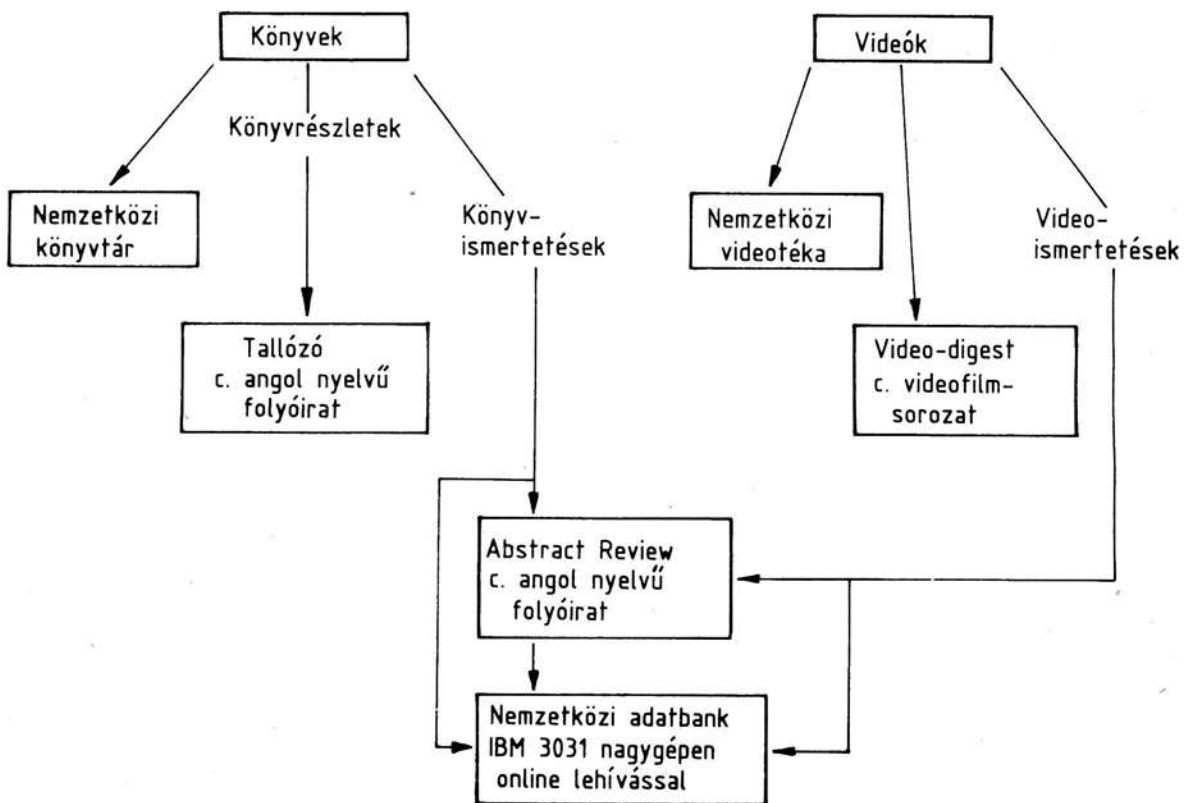 Könyvek
Videók
Könyvrészletek
Nemzetközi
könyvtár
Könyv-
ismertetések
Nemzetközi
videotéka
Video-
ismertetések
Tallózó
c. angol nyelvű
folyóirat
Video-digest
c. videofilm-
sorozat
Abstract Review
c. angol nyelvű
folyóirat
Nemzetközi adatbank
IBM 3031 nagygépen
online lehívással